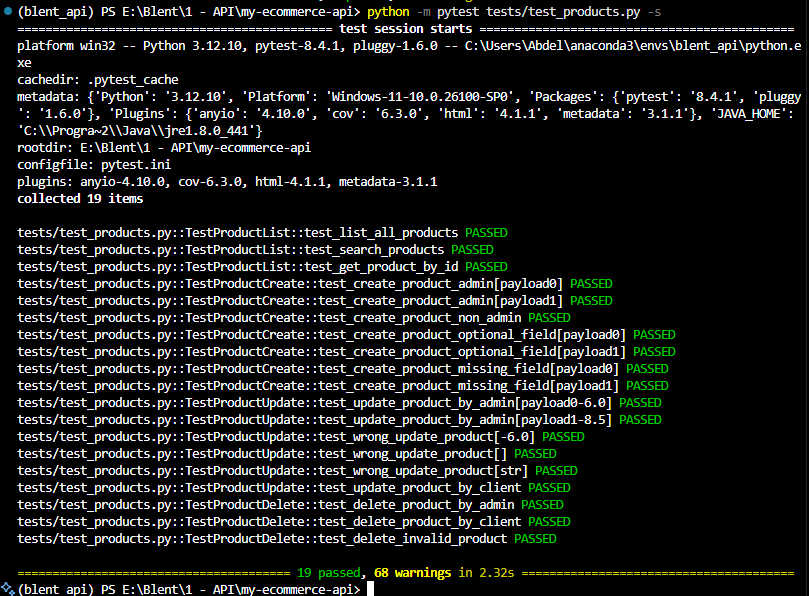 (blent_api) PS E:\Blent\1 - API\my-ecommerce-api> python -m pytest tests/test_products.py -s
============================================= test session starts =============================================
platform win32 -- Python 3.12.10, pytest-8.4.1, pluggy-1.6.0 -- C:\Users\Abdel\anaconda3\envs\blent_api\python.e
xe
cachedir: .pytest_cache
metadata: {'Python': '3.12.10', 'Platform': 'Windows-11-10.0.26100-SP0', 'Packages': {'pytest': '8.4.1', 'pluggy
': '1.6.0'}, 'Plugins': {'anyio': '4.10.0', 'cov': '6.3.0', 'html': '4.1.1', 'metadata': '3.1.1'}, 'JAVA_HOME':
'C:\\Progra~2\\Java\\jre1.8.0_441'}
rootdir: E:\Blent\1 - API\my-ecommerce-api
configfile: pytest.ini
plugins: anyio-4.10.0, cov-6.3.0, html-4.1.1, metadata-3.1.1
collected 19 items
tests/test_products.py::TestProductList::test_list_all_products PASSED
tests/test_products.py::TestProductList::test_search_products PASSED
tests/test_products.py::TestProductList::test_get_product_by_id PASSED
tests/test_products.py::TestProductCreate::test_create_product_admin[payload0] PASSED
tests/test_products.py::TestProductCreate::test_create_product_admin[payload1] PASSED
tests/test_products.py::TestProductCreate::test_create_product_non_admin PASSED
tests/test_products.py::TestProductCreate::test_create_product_optional_field[payload0] PASSED
tests/test_products.py::TestProductCreate::test_create_product_optional_field[payload1] PASSED
tests/test_products.py::TestProductCreate::test_create_product_missing_field[payload0] PASSED
tests/test_products.py::TestProductCreate::test_create_product_missing_field[payload1] PASSED
tests/test_products.py::TestProductUpdate::test_update_product_by_admin[payload0-6.0] PASSED
tests/test_products.py::TestProductUpdate::test_update_product_by_admin[payload1-8.5] PASSED
tests/test_products.py::TestProductUpdate::test_wrong_update_product[-6.0] PASSED
tests/test_products.py::TestProductUpdate::test_wrong_update_product[] PASSED
tests/test_products.py::TestProductUpdate::test_wrong_update_product[str] PASSED
tests/test_products.py::TestProductUpdate::test_update_product_by_client PASSED
tests/test_products.py::TestProductDelete::test_delete_product_by_admin PASSED
tests/test_products.py::TestProductDelete::test_delete_product_by_client PASSED
tests/test_products.py::TestProductDelete::test_delete_invalid_product PASSED
======================================= 19 passed, 68 warnings in 2.32s =======================================
(blent_api) PS E:\Blent\1 - API\my-ecommerce-api>